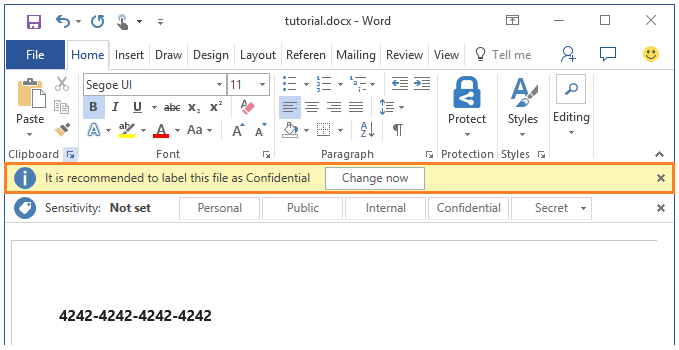 tutorial.docx - Word
File Home Insert Draw Design Layout Referen Mailing Review View Tell me
Paste
Segoe UI 11
B I U abc x₂ x²
A A Aa A A
Protect
Styles
Editing
Clipboard Font Paragraph Protection Styles
It is recommended to label this file as Confidential Change now
Sensitivity: Not set Personal Public Internal Confidential Secret
4242-4242-4242-4242